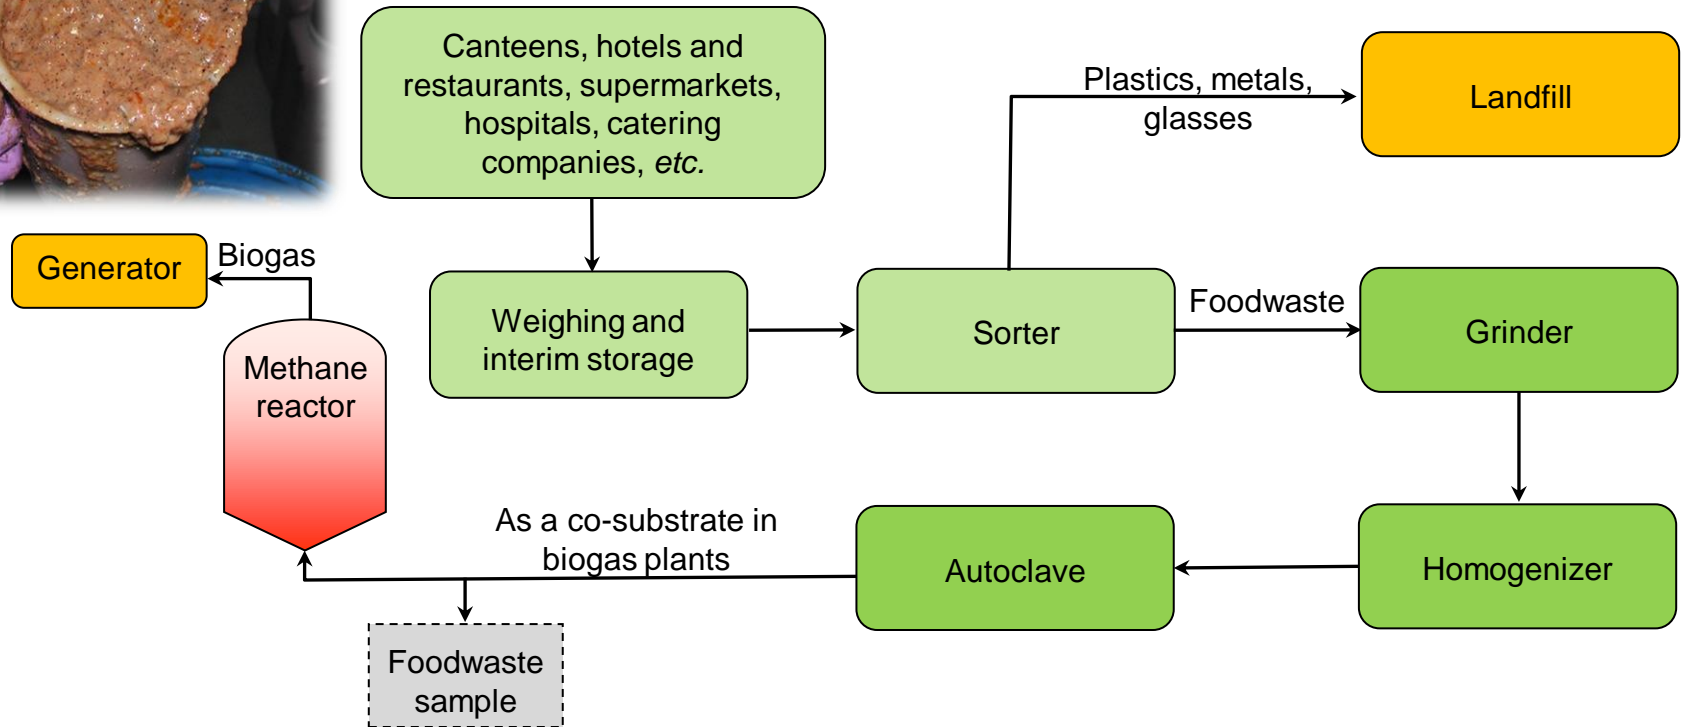 Canteens, hotels and
restaurants, supermarkets,
hospitals, catering
companies, etc.
Plastics, metals,
glasses
Landfill
Generator
Biogas
Weighing and
interim storage
Sorter
Foodwaste
Grinder
Methane
reactor
As a co-substrate in
biogas plants
Autoclave
Homogenizer
Foodwaste
sample